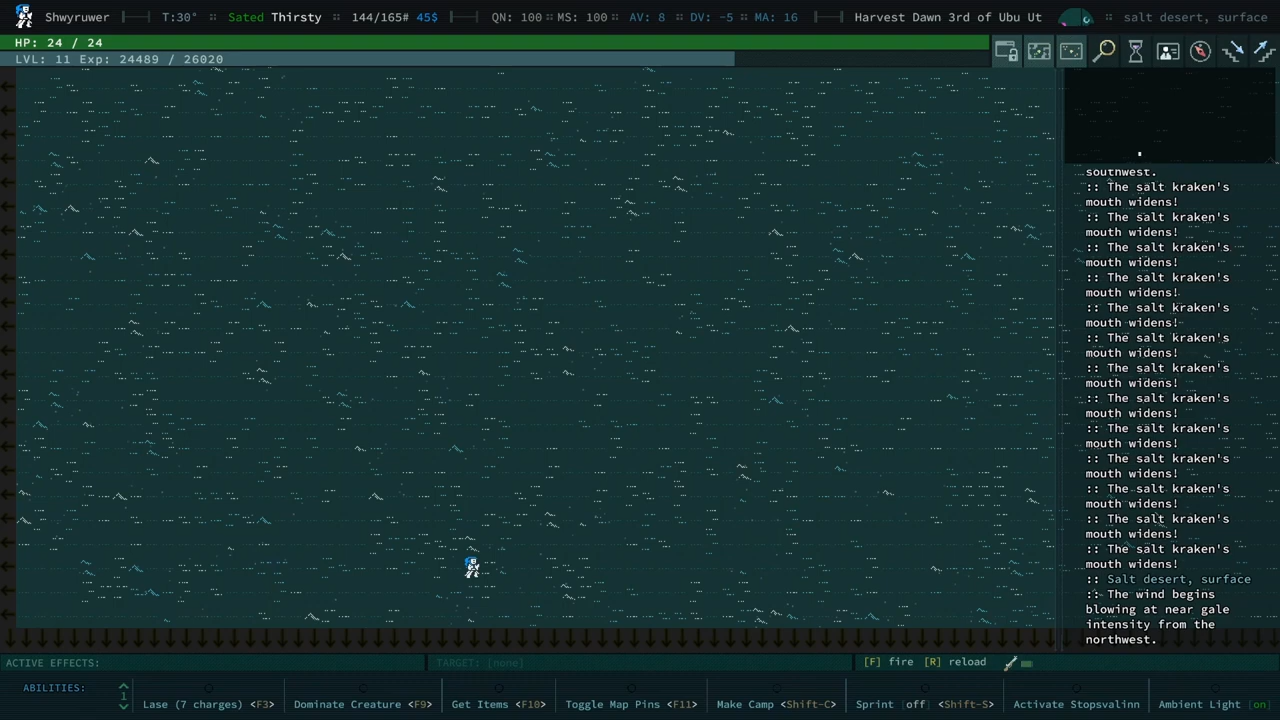 Shwyruwer T:30° Sated Thirsty 144/165# 45$ QN: 100 MS: 100 AV: 8 DV: -5 MA: 16 Harvest Dawn 3rd of Ubu Ut salt desert, surface
HP: 24 / 24
LVL: 11 Exp: 24489 / 26020
southwest.
:: The salt kraken's
mouth widens!
:: The salt kraken's
mouth widens!
:: The salt kraken's
mouth widens!
:: The salt kraken's
mouth widens!
:: The salt kraken's
mouth widens!
:: The salt kraken's
mouth widens!
:: The salt kraken's
mouth widens!
:: The salt kraken's
mouth widens!
:: The salt kraken's
mouth widens!
:: The salt kraken's
mouth widens!
:: The salt kraken's
mouth widens!
:: The salt kraken's
mouth widens!
:: The salt kraken's
mouth widens!
:: Salt desert, surface
:: The wind begins
blowing at near gale
intensity from the
northwest.
ACTIVE EFFECTS: TARGET: [none] [F] fire [R] reload
ABILITIES: 1 Lase (7 charges) <F3> Dominate Creature <F9> Get Items <F10> Toggle Map Pins <F11> Make Camp <Shift-C> Sprint [off] <Shift-S> Activate Stopsvalinn Ambient Light [on]